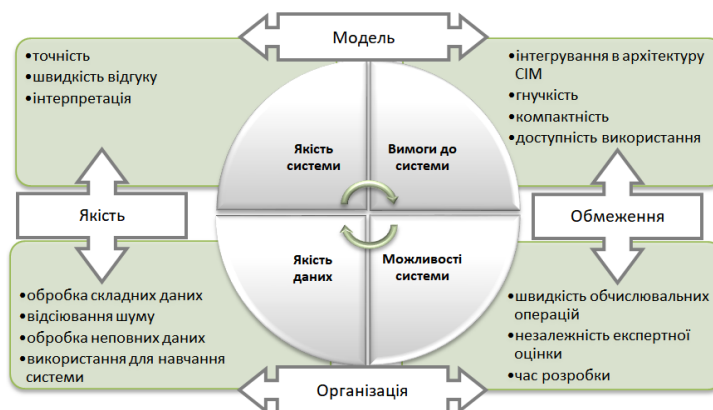 Модель
•точність
•швидкість відгуку
•інтерпретація
•інтегрування в архітектуру
СІМ
•гнучкість
•компактність
•доступність використання
Якість
системи
Вимоги до
системи
Якість
Обмеження
Якість
даних
Можливості
системи
•обробка складних даних
•відсіювання шуму
•обробка неповних даних
•використання для навчання
системи
•швидкість обчислювальних
операцій
•незалежність експертної
оцінки
•час розробки
Організація